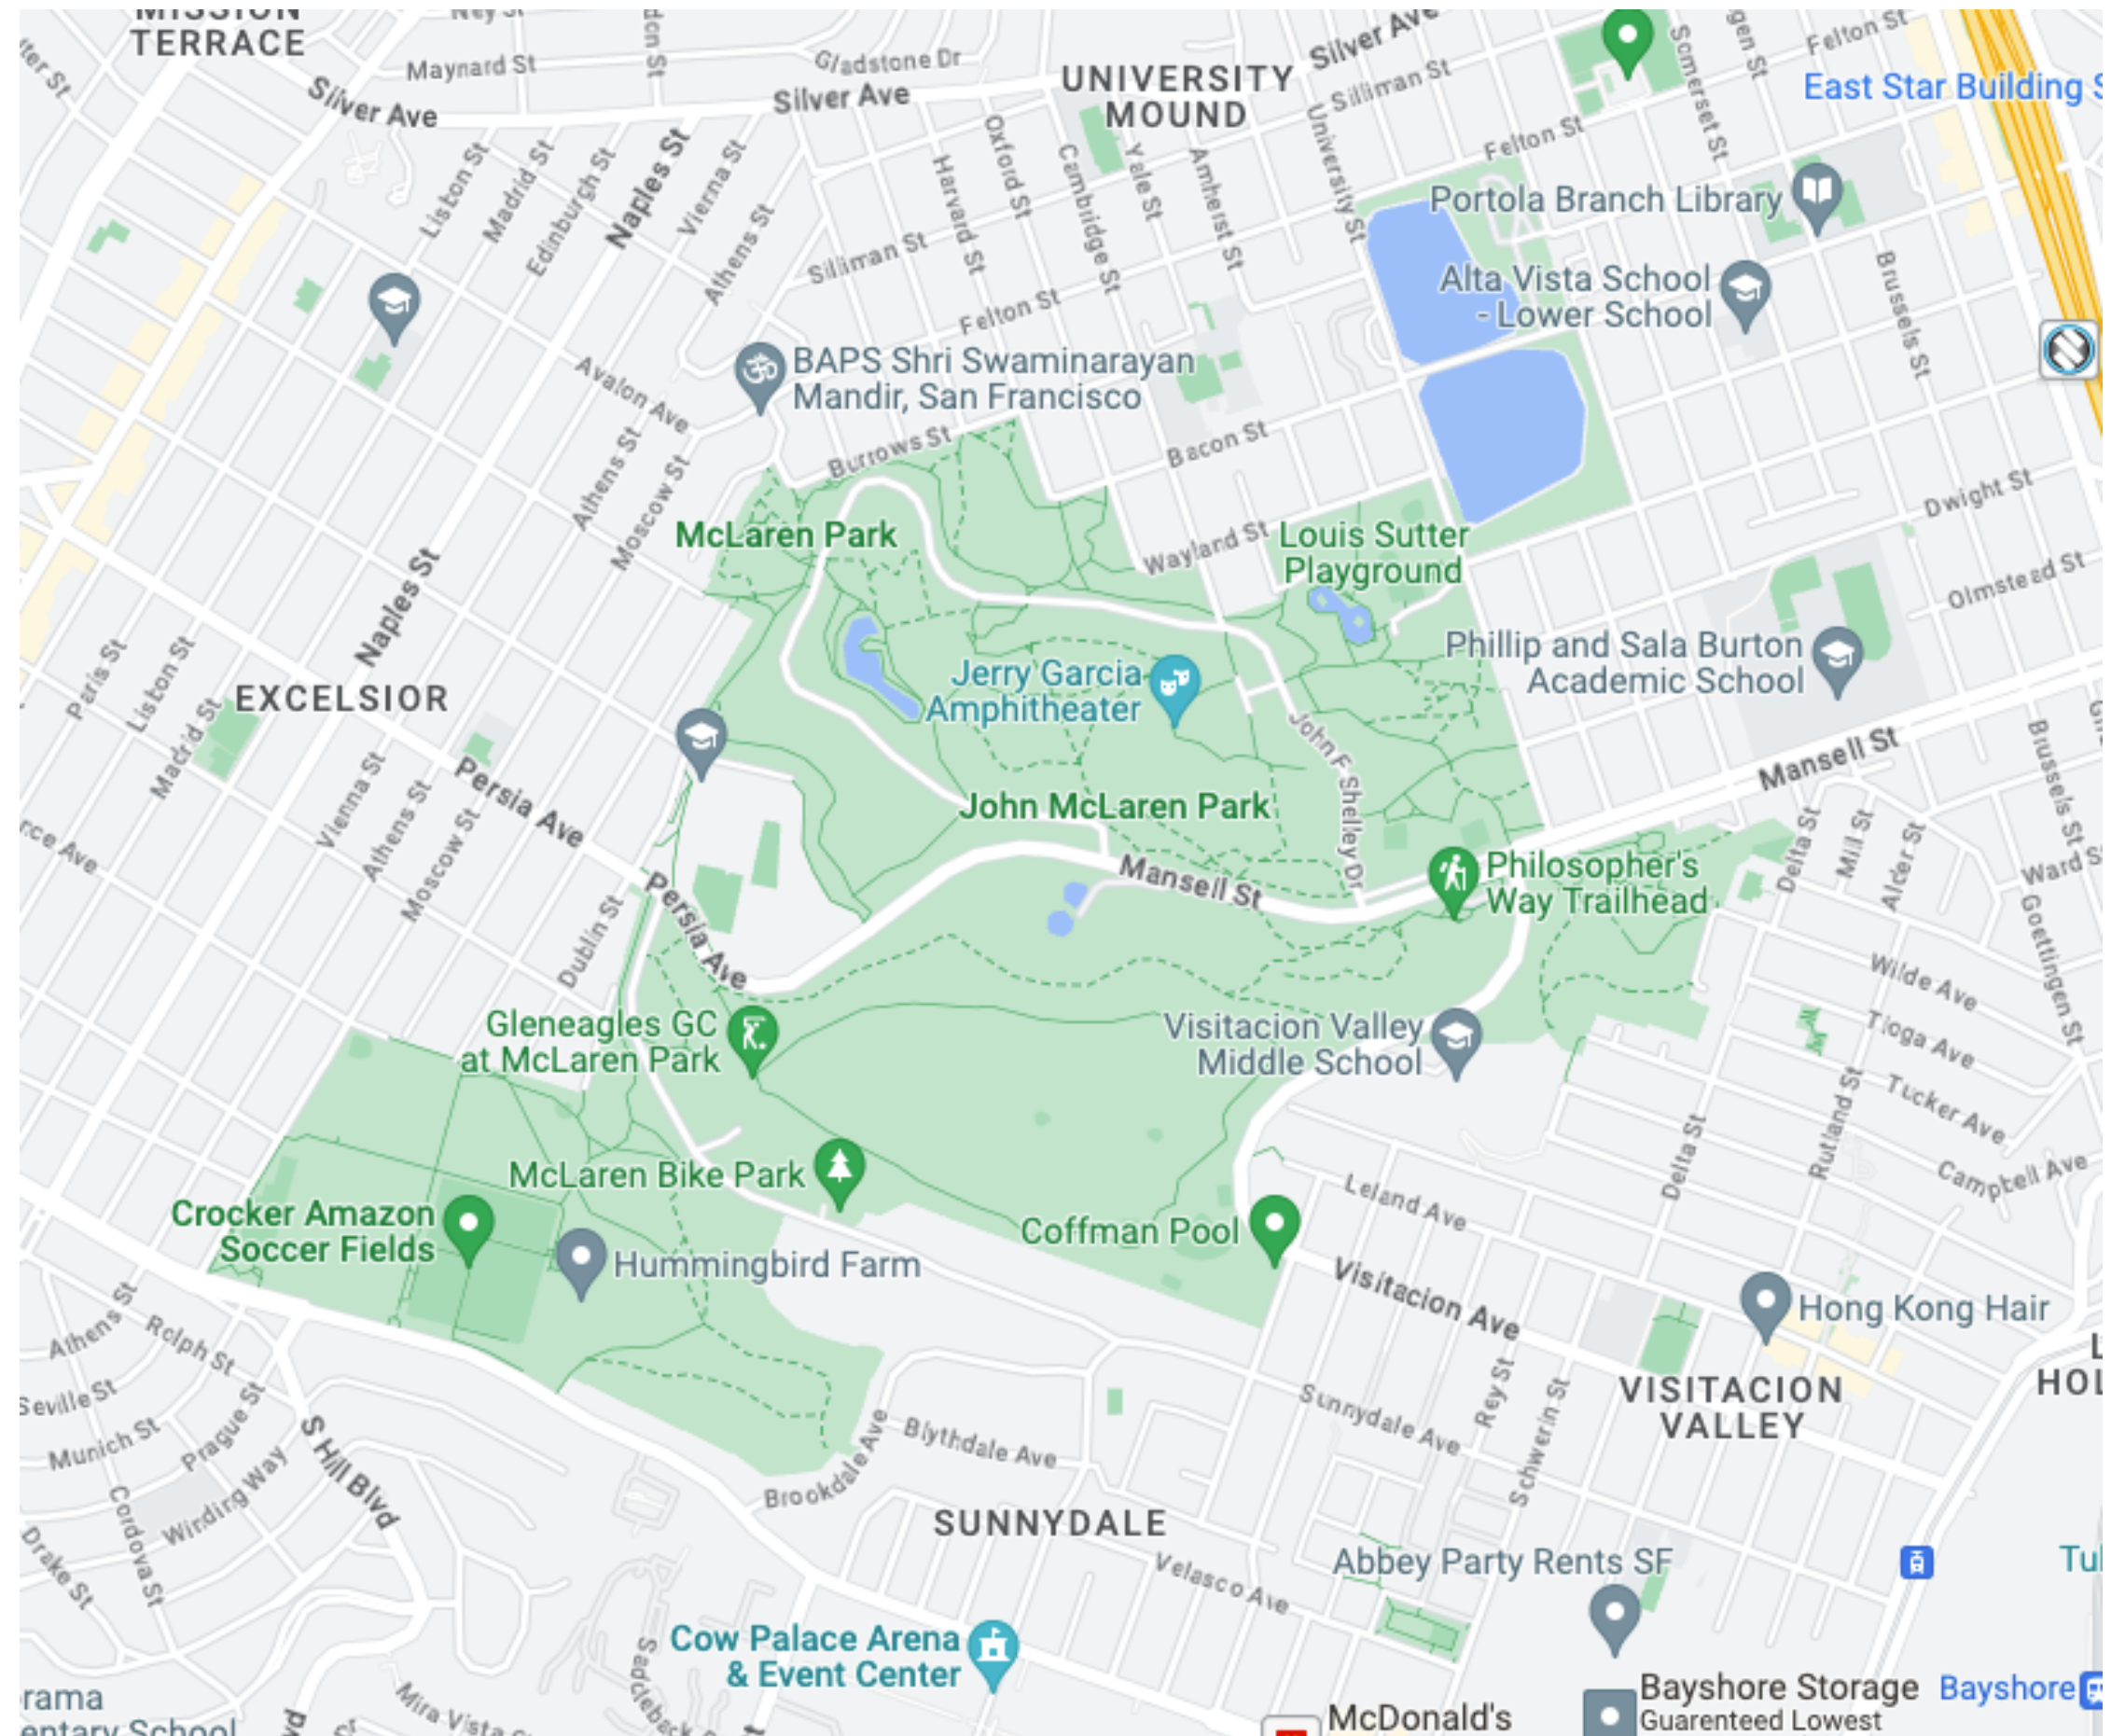 MISSION
TERRACE
Ney St
Maynard St
Gladstone Dr
Silver Ave
Silver Ave
Silver Ave
UNIVERSITY
MOUND
Silliman St
Felton St
Somerset St
Felton St
East Star Building
University St
Lisbon St
Madrid St
Edinburgh St
Naples St
Vienna St
Athens St
Harvard St
Oxford St
Cambridge St
Yale St
Amherst St
Silliman St
Felton St
Portola Branch Library
Alta Vista School
- Lower School
Brussels St
BAPS Shri Swaminarayan
Mandir, San Francisco
Avalon Ave
Athens St
Moscow St
Burrows St
Bacon St
Wayland St
Dwight St
Olmstead St
McLaren Park
Louis Sutter
Playground
Phillip and Sala Burton
Academic School
Naples St
Paris St
Lisbon St
Madrid St
EXCELSIOR
Jerry Garcia
Amphitheater
John F Shelley Dr
Mansell St
Brussels St
Persia Ave
Vienna St
Athens St
Moscow St
John McLaren Park
Mansell St
Philosopher's
Way Trailhead
Delta St
Mill St
Alder St
Ward S
Goettingen St
Persia Ave
Dublin St
Wilde Ave
Tioga Ave
Tucker Ave
Campbell Ave
Rutland St
Delta St
Gleneagles GC
at McLaren Park
Visitacion Valley
Middle School
McLaren Bike Park
Crocker Amazon
Soccer Fields
Hummingbird Farm
Coffman Pool
Leland Ave
Visitacion Ave
Hong Kong Hair
VISITACION
VALLEY
Athens St
Rolph St
Seville St
Munich St
Prague St
Winding Way
Cordova St
Drake St
S Hill Blvd
Brookdale Ave
Blythdale Ave
Sunnydale Ave
Rey St
Schwerin St
SUNNYDALE
Velasco Ave
Abbey Party Rents SF
Cow Palace Arena
& Event Center
Saddleback
Mira Vista
McDonald's
Bayshore Storage
Guarenteed Lowest
Bayshore